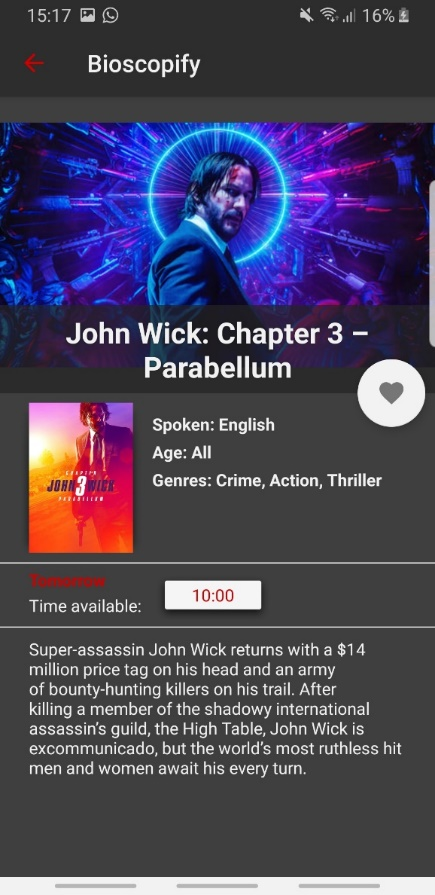 15:17 16%
Bioscopify
John Wick: Chapter 3 –
Parabellum
CHAPTER
JOHN 3 WICK
PARABELLUM
Spoken: English
Age: All
Genres: Crime, Action, Thriller
Tomorrow
Time available:
10:00
Super-assassin John Wick returns with a $14
million price tag on his head and an army
of bounty-hunting killers on his trail. After
killing a member of the shadowy international
assassin's guild, the High Table, John Wick is
excommunicado, but the world's most ruthless hit
men and women await his every turn.